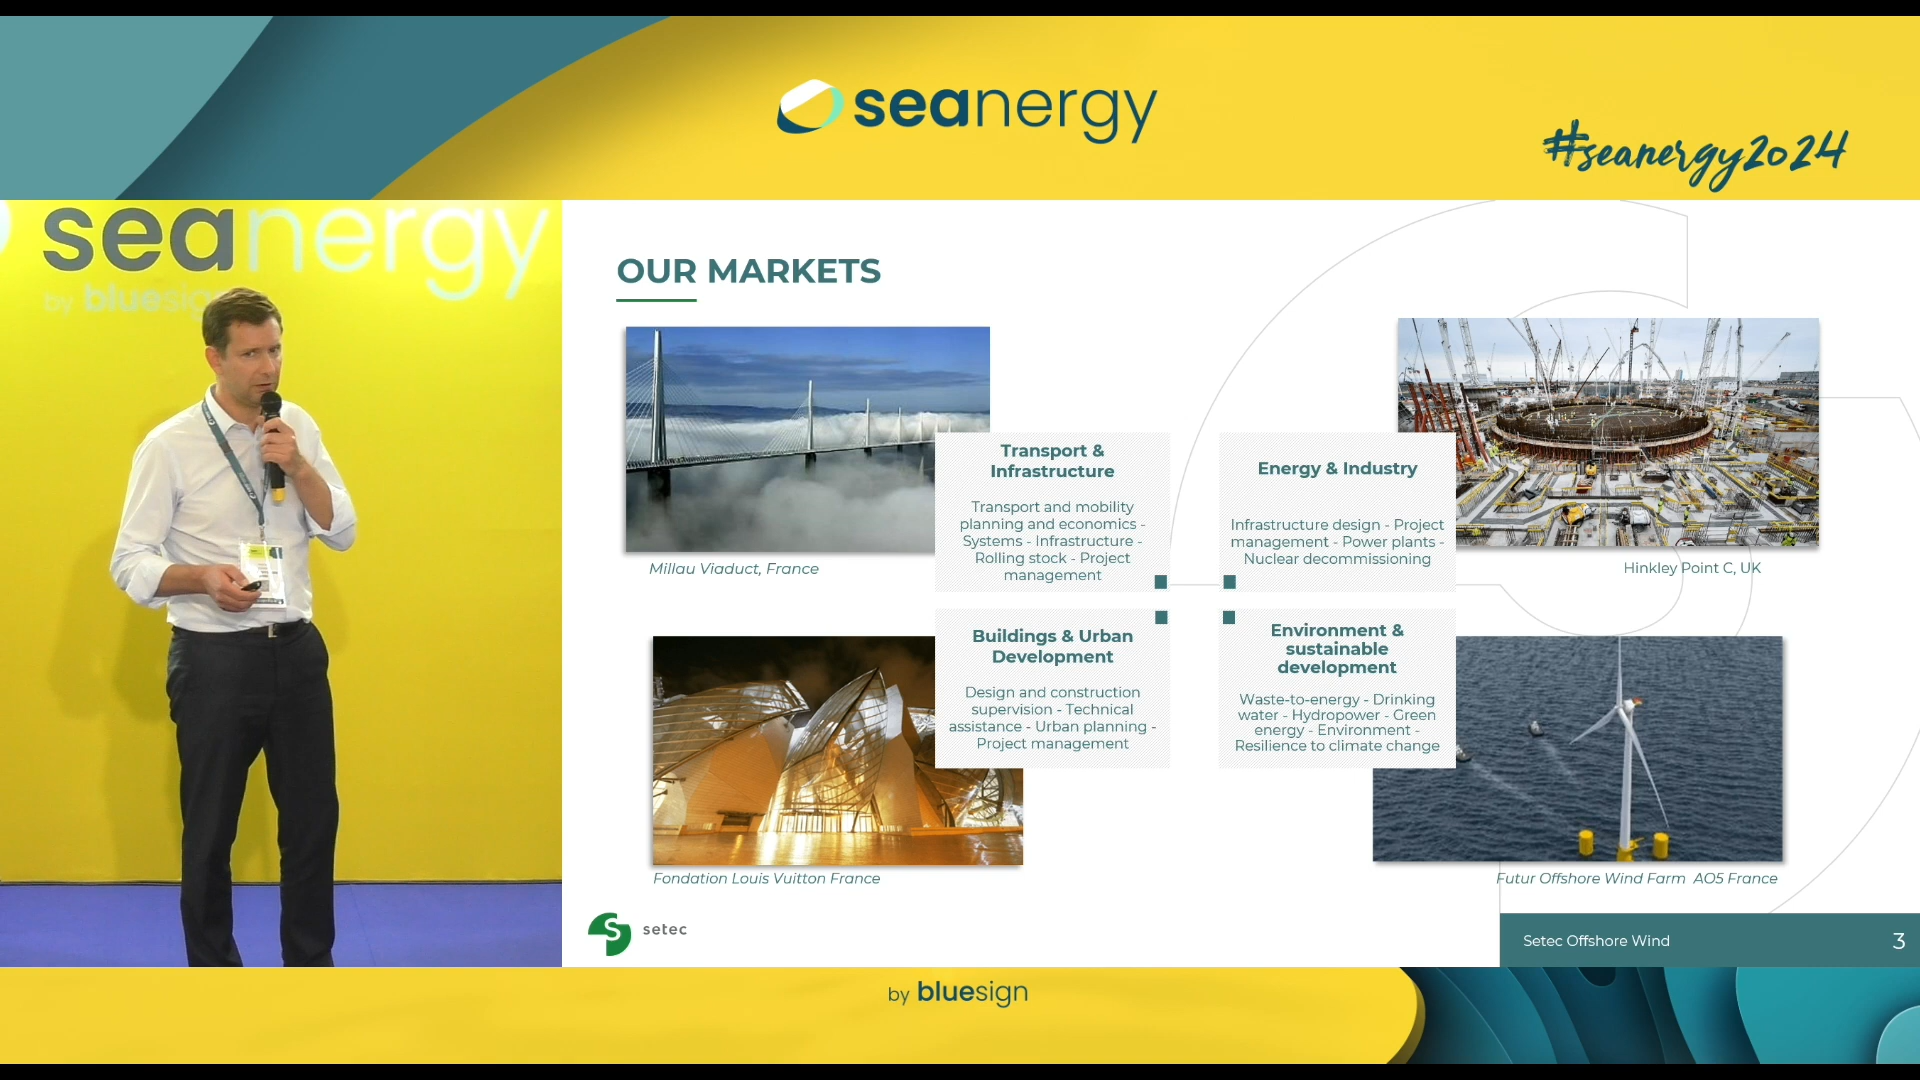 seanergy
#seanergy2024
seanergy
by bluesign
OUR MARKETS
Transport &
Infrastructure
Transport and mobility
planning and economics -
Systems - Infrastructure -
Rolling stock - Project
management
Energy & Industry
Infrastructure design - Project
management - Power plants -
Nuclear decommissioning
Millau Viaduct, France
Hinkley Point C, UK
Buildings & Urban
Development
Design and construction
supervision - Technical
assistance - Urban planning -
Project management
Environment &
sustainable
development
Waste-to-energy - Drinking
water - Hydropower - Green
energy - Environment -
Resilience to climate change
Fondation Louis Vuitton France
Futur Offshore Wind Farm AO5 France
setec
Setec Offshore Wind
3
by bluesign